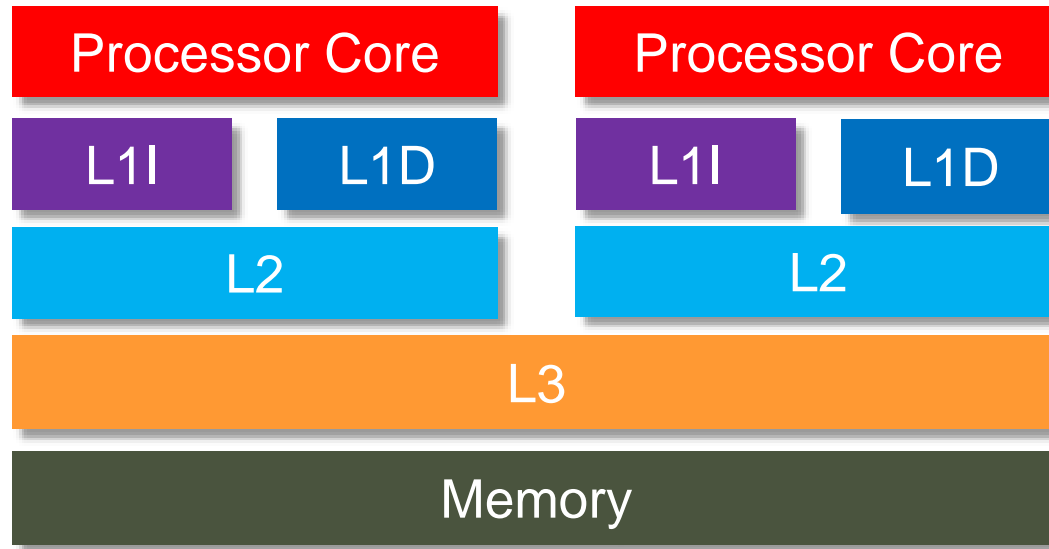 Processor Core
Processor Core
L1I
L1D
L1I
L1D
L2
L2
L3
Memory